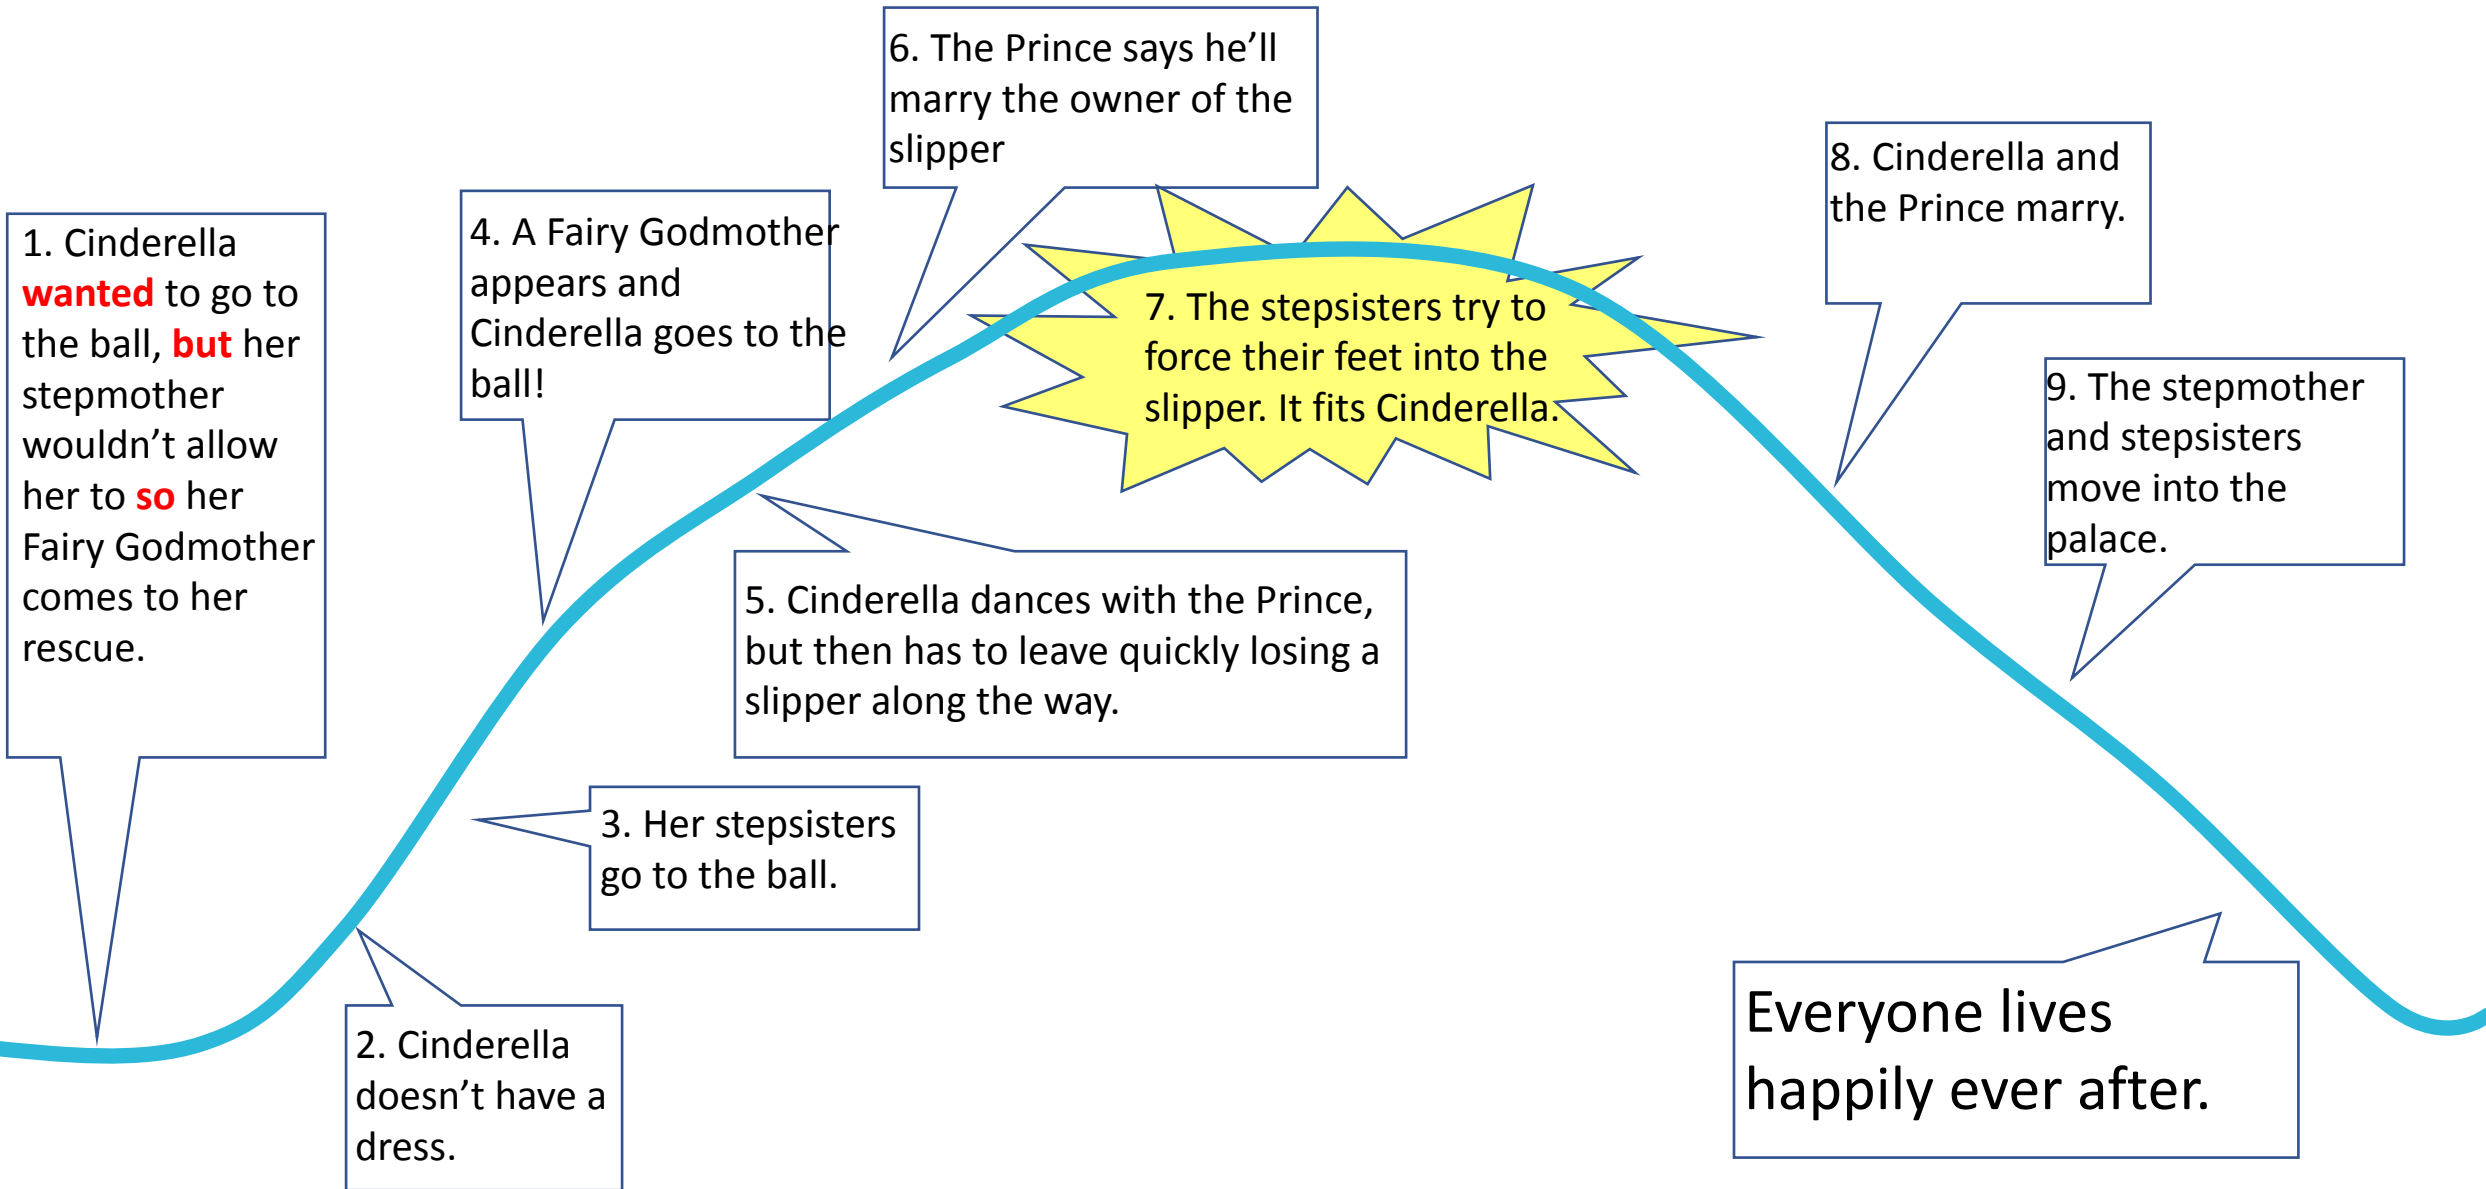 1. Cinderella
wanted to go to
the ball, but her
stepmother
wouldn’t allow
her to so her
Fairy Godmother
comes to her
rescue.
2. Cinderella
doesn’t have a
dress.
3. Her stepsisters
go to the ball.
4. A Fairy Godmother
appears and
Cinderella goes to the
ball!
5. Cinderella dances with the Prince,
but then has to leave quickly losing a
slipper along the way.
6. The Prince says he’ll
marry the owner of the
slipper
7. The stepsisters try to
force their feet into the
slipper. It fits Cinderella.
8. Cinderella and
the Prince marry.
9. The stepmother
and stepsisters
move into the
palace.
Everyone lives
happily ever after.